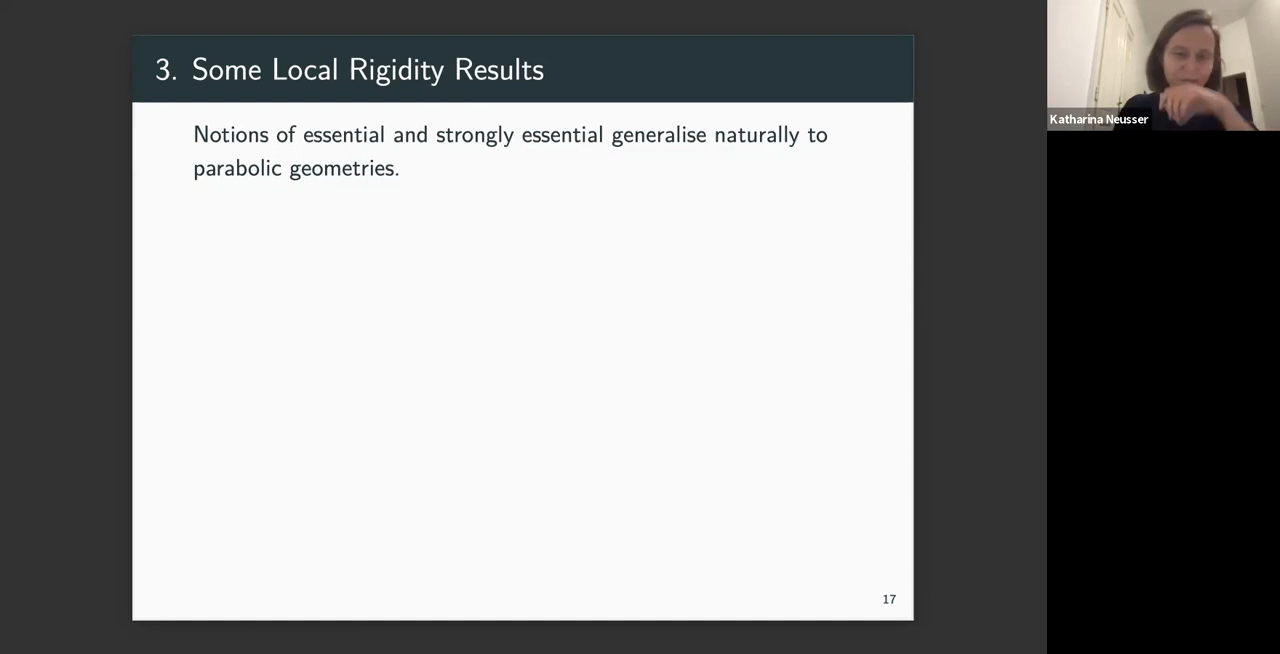 3. Some Local Rigidity Results
Notions of essential and strongly essential generalise naturally to
parabolic geometries.
17
Katharina Neusser